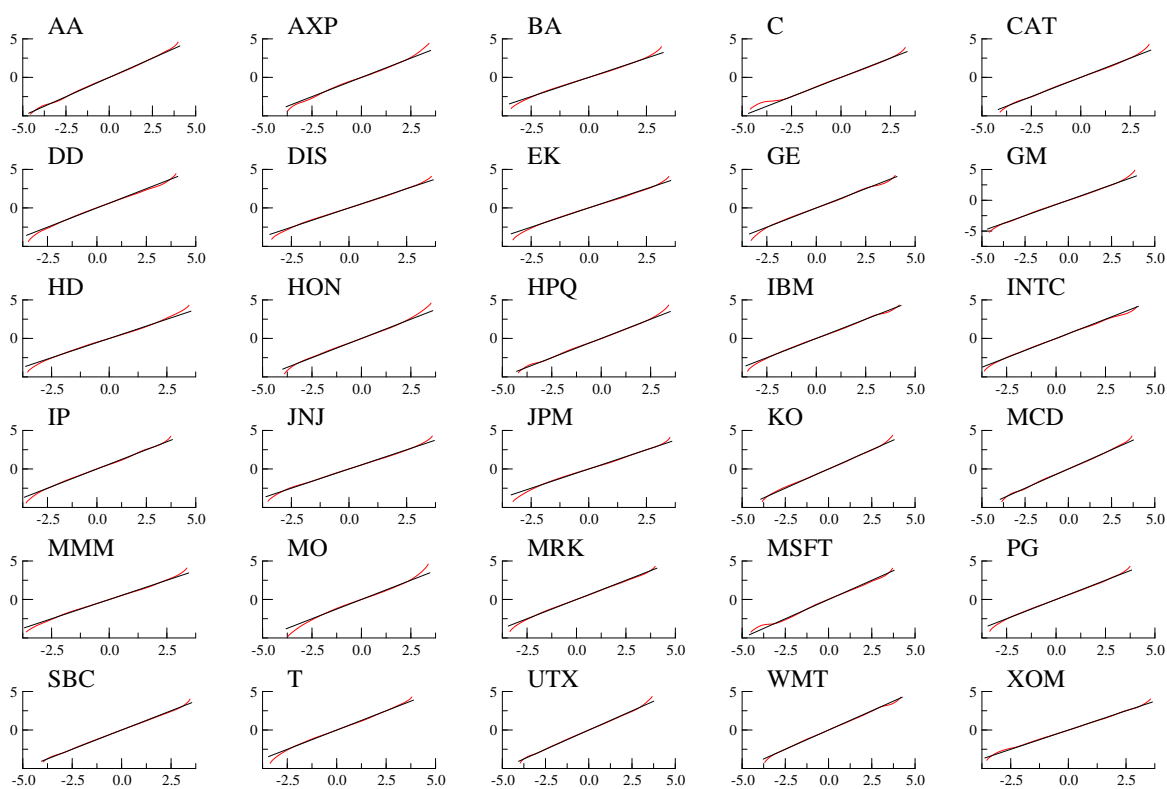 AA AXP BA C CAT
5 5 5 5 5
0 0 0 0 0
-5.0 -2.5 0.0 2.5 5.0 -2.5 0.0 2.5 -2.5 0.0 2.5 -5.0 -2.5 0.0 2.5 -5.0 -2.5 0.0 2.5
DD DIS EK GE GM
5 5 5 5 5
0 0 0 0 0
-5
-2.5 0.0 2.5 5.0 -2.5 0.0 2.5 -2.5 0.0 2.5 -2.5 0.0 2.5 5.0 -5.0 -2.5 0.0 2.5 5.0
HD HON HPQ IBM INTC
5 5 5 5 5
0 0 0 0 0
-2.5 0.0 2.5 -5.0 -2.5 0.0 2.5 -5.0 -2.5 0.0 2.5 -2.5 0.0 2.5 5.0 -2.5 0.0 2.5 5.0
IP JNJ JPM KO MCD
5 5 5 5 5
0 0 0 0 0
-2.5 0.0 2.5 5.0 -2.5 0.0 2.5 -2.5 0.0 2.5 -5.0 -2.5 0.0 2.5 5.0 -5.0 -2.5 0.0 2.5 5.0
MMM MO MRK MSFT PG
5 5 5 5 5
0 0 0 0 0
-2.5 0.0 2.5 -5.0 -2.5 0.0 2.5 5.0 -2.5 0.0 2.5 5.0 -5.0 -2.5 0.0 2.5 5.0 -2.5 0.0 2.5 5.0
SBC T UTX WMT XOM
5 5 5 5 5
0 0 0 0 0
-5.0 -2.5 0.0 2.5 -2.5 0.0 2.5 5.0 -5.0 -2.5 0.0 2.5 5.0 -2.5 0.0 2.5 5.0 -2.5 0.0 2.5